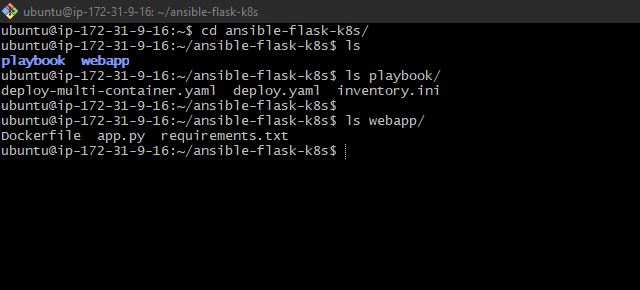 ubuntu@ip-172-31-9-16: ~/ansible-flask-k8s
ubuntu@ip-172-31-9-16:~$ cd ansible-flask-k8s/
ubuntu@ip-172-31-9-16:~/ansible-flask-k8s$ ls
playbook  webapp
ubuntu@ip-172-31-9-16:~/ansible-flask-k8s$ ls playbook/
deploy-multi-container.yaml  deploy.yaml  inventory.ini
ubuntu@ip-172-31-9-16:~/ansible-flask-k8s$
ubuntu@ip-172-31-9-16:~/ansible-flask-k8s$ ls webapp/
Dockerfile  app.py  requirements.txt
ubuntu@ip-172-31-9-16:~/ansible-flask-k8s$